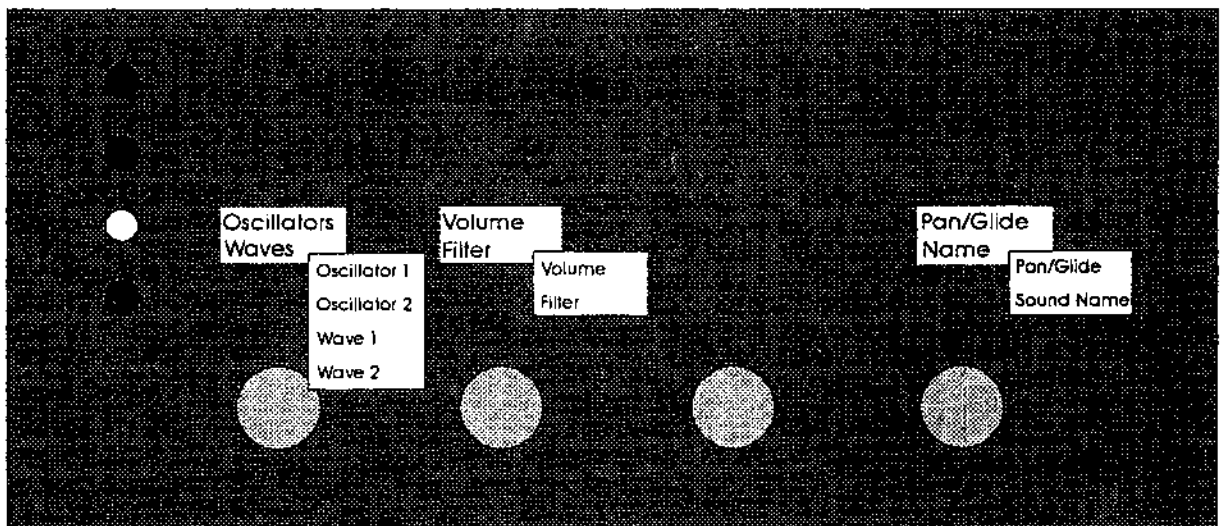 Oscillators
Waves
Oscillator 1
Oscillator 2
Wave 1
Wave 2
Volume
Filter
Volume
Filter
Pan/Glide
Name
Pan/Glide
Sound Name